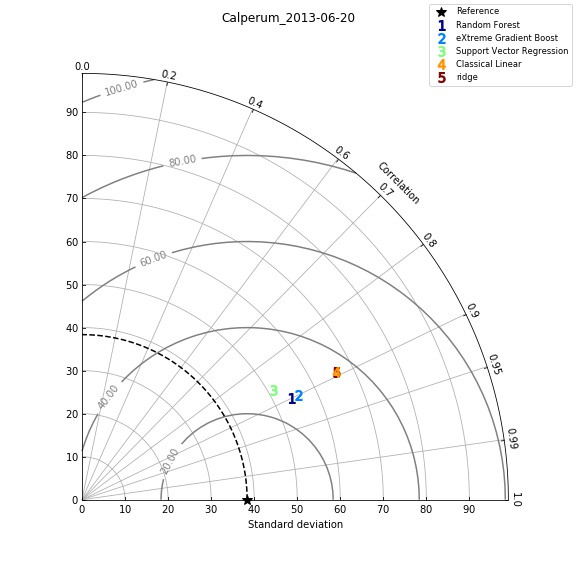 Calperum_2013-06-20
Reference
1 Random Forest
2 eXtreme Gradient Boost
3 Support Vector Regression
4 Classical Linear
5 ridge
0.0
0.2
0.4
0.6
Correlation
0.7
0.8
0.9
0.95
0.99
1.0
100.00
80.00
60.00
40.00
20.00
90
80
70
60
50
40
30
20
10
0
3
1
2
0 10 20 30 40 50 60 70 80 90
Standard deviation